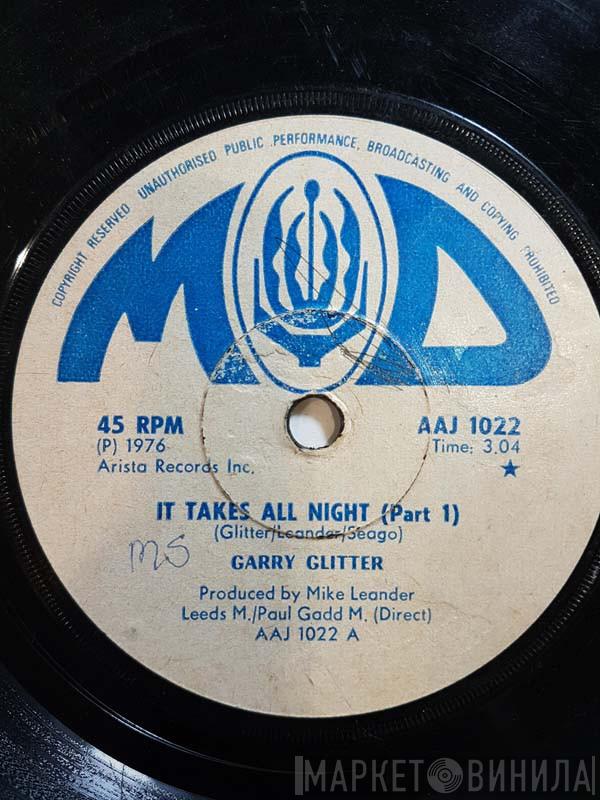 COPYRIGHT RESERVED UNAUTHORISED PUBLIC PERFORMANCE, BROADCASTING AND COPYING PROHIBITED
MOD
45 RPM
(P) 1976
Arista Records Inc.
AAJ 1022
Time: 3.04
IT TAKES ALL NIGHT (Part 1)
(Glitter/Leander/Seago)
MS
GARRY GLITTER
Produced by Mike Leander
Leeds M./Paul Gadd M. (Direct)
AAJ 1022 A
МАРКЕТ ВИНИЛА